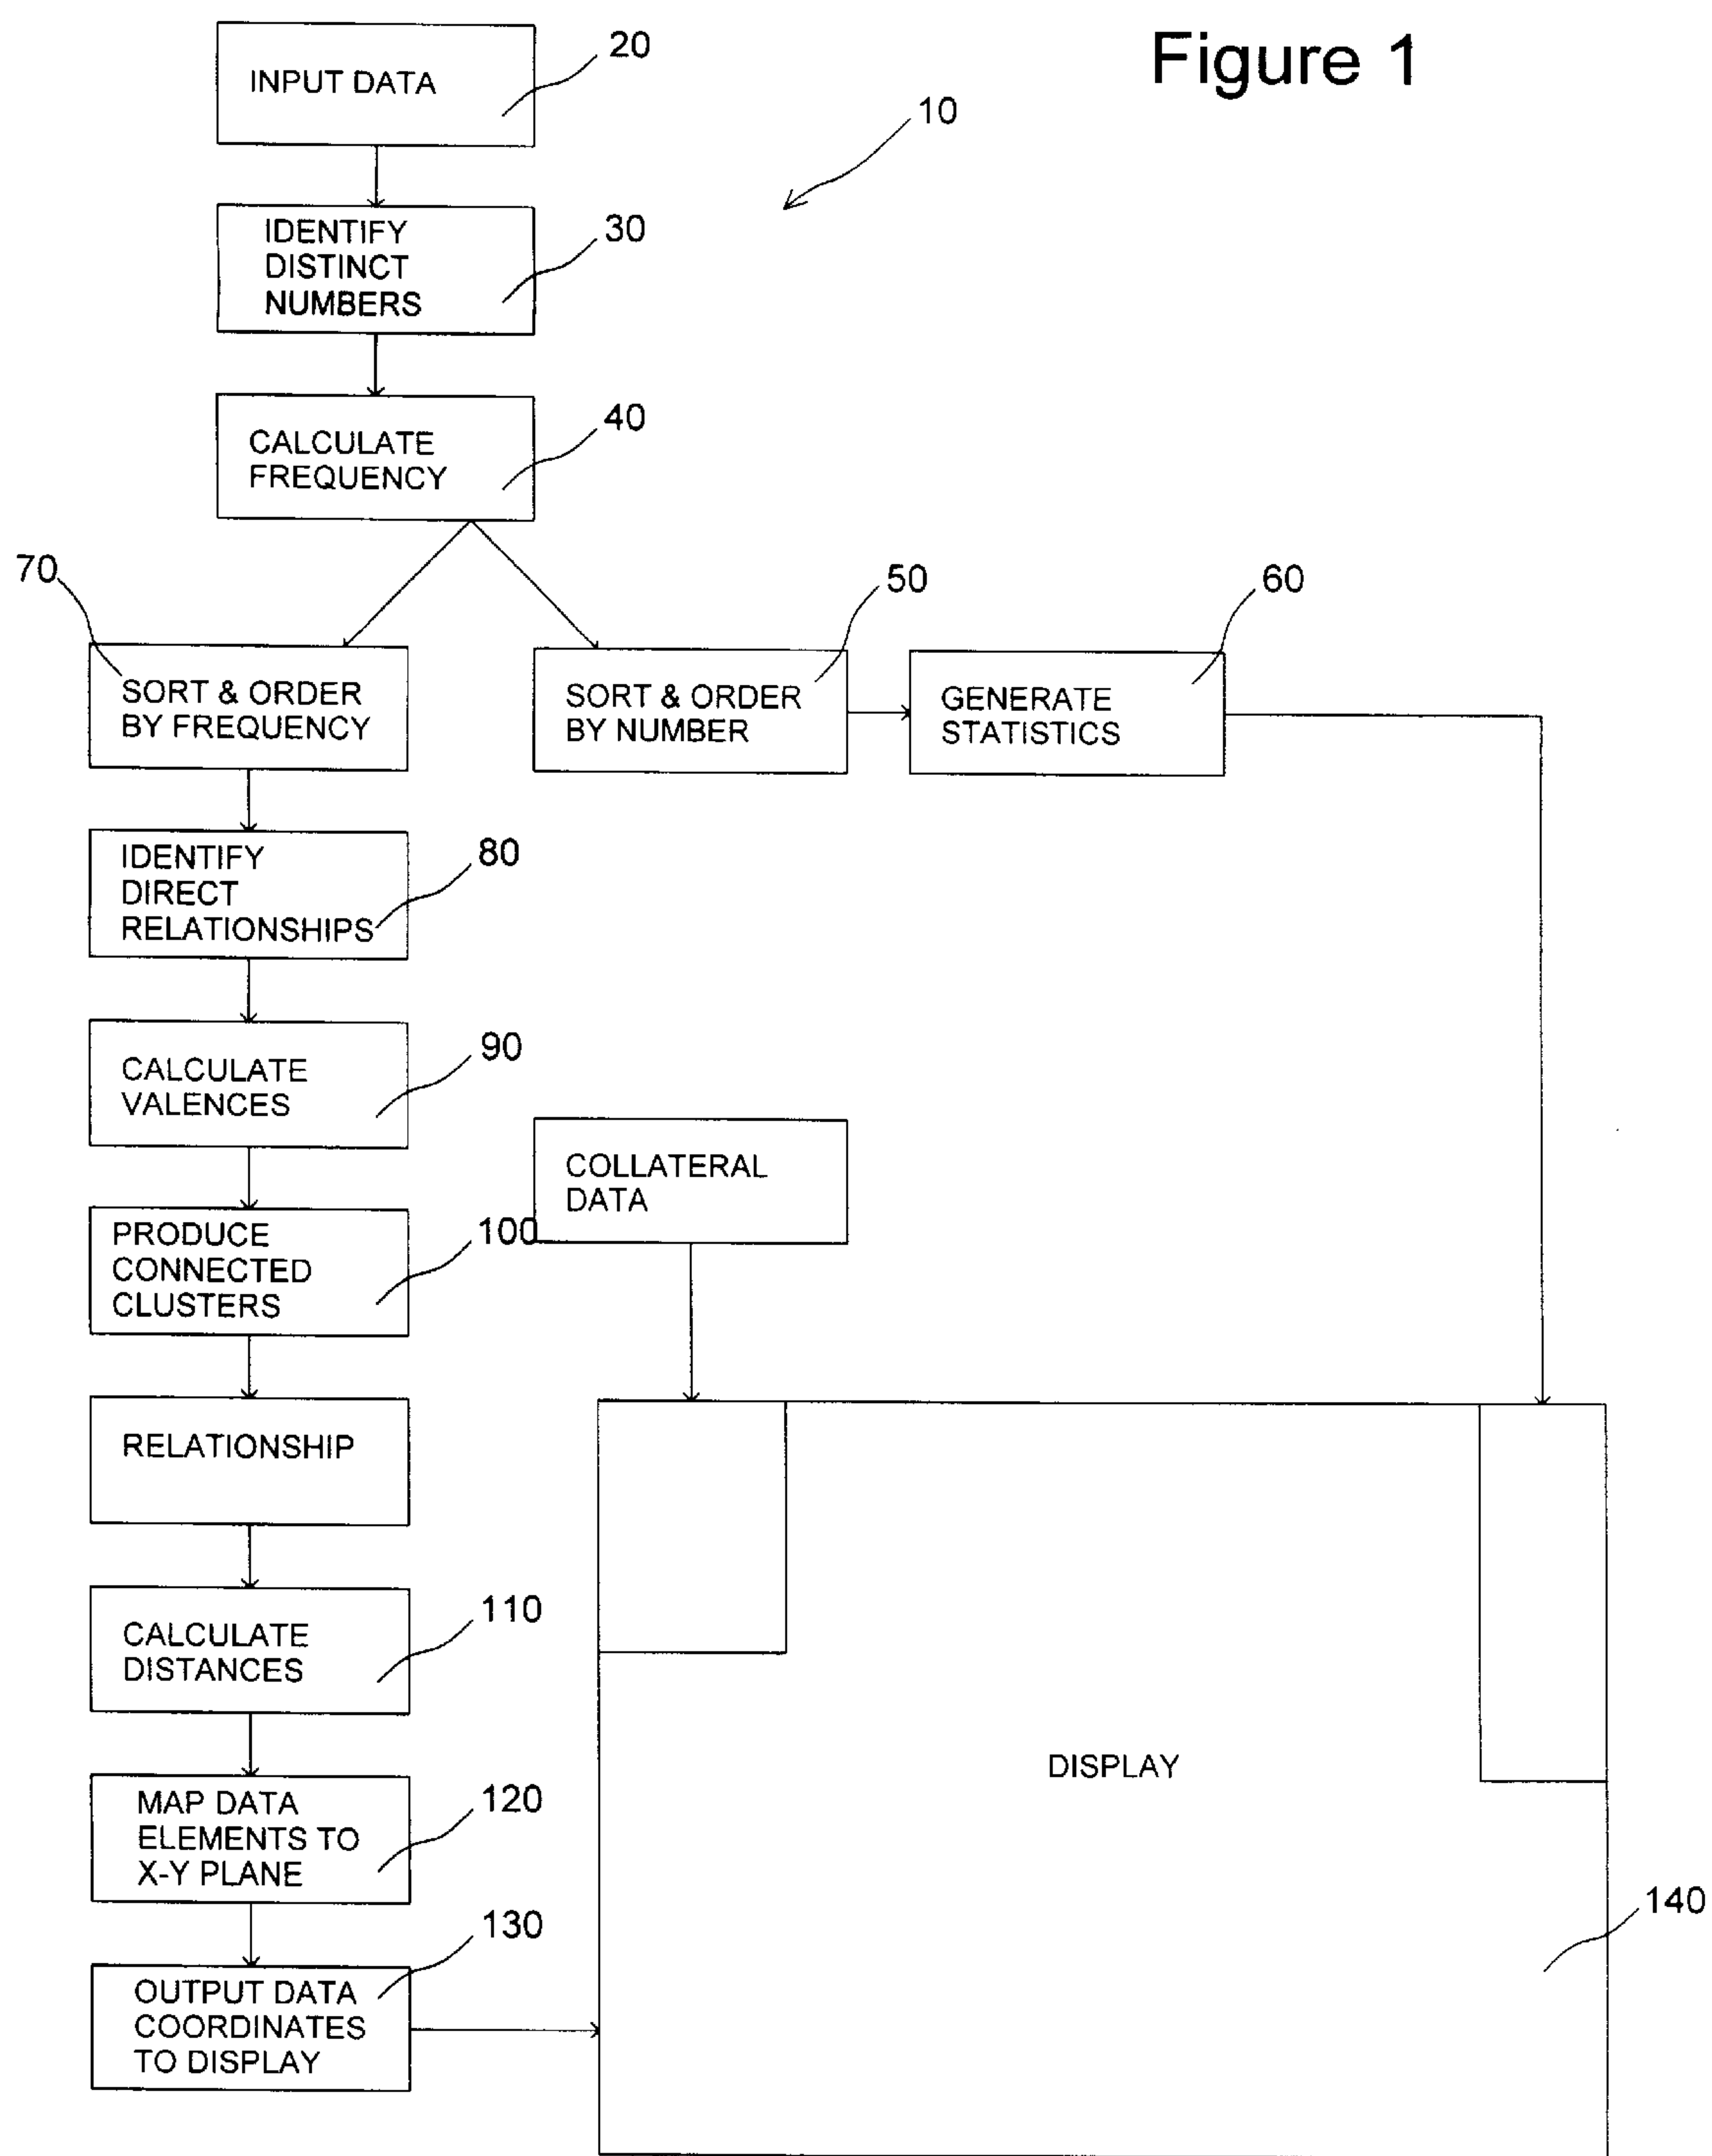 Figure 1
20
INPUT DATA
10
30
IDENTIFY
DISTINCT
NUMBERS
40
CALCULATE
FREQUENCY
70
50
60
SORT & ORDER
BY FREQUENCY
SORT & ORDER
BY NUMBER
GENERATE
STATISTICS
80
IDENTIFY
DIRECT
RELATIONSHIPS
90
CALCULATE
VALENCES
COLLATERAL
DATA
100
PRODUCE
CONNECTED
CLUSTERS
RELATIONSHIP
110
CALCULATE
DISTANCES
DISPLAY
120
MAP DATA
ELEMENTS TO
X-Y PLANE
140
130
OUTPUT DATA
COORDINATES
TO DISPLAY